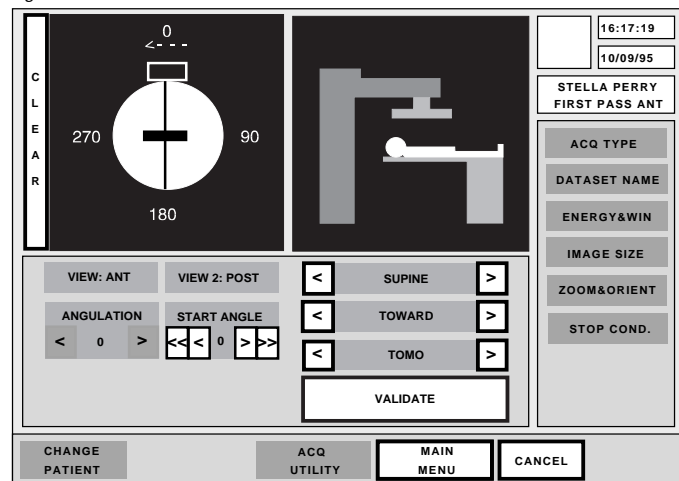 0
<----
270
90
180
C
L
E
A
R
16:17:19
10/09/95
STELLA PERRY
FIRST PASS ANT
ACQ TYPE
DATASET NAME
ENERGY&WIN
IMAGE SIZE
ZOOM&ORIENT
STOP COND.
VIEW: ANT
VIEW 2: POST
ANGULATION
< 0 >
START ANGLE
<< < 0 > >>
< SUPINE >
< TOWARD >
< TOMO >
VALIDATE
CHANGE
PATIENT
ACQ
UTILITY
MAIN
MENU
CANCEL